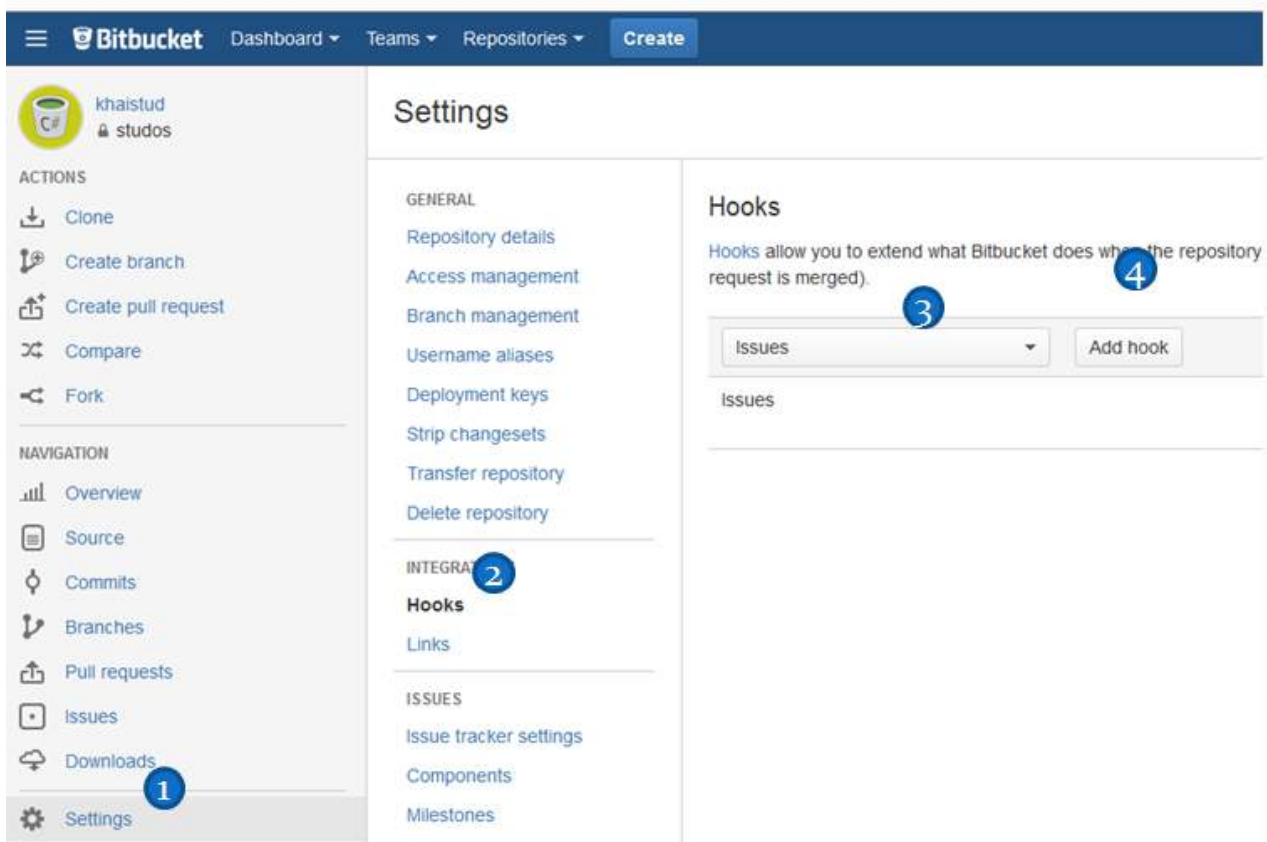 Bitbucket Dashboard Teams Repositories Create
khaistud
studos
C#
ACTIONS
Clone
Create branch
Create pull request
Compare
Fork
NAVIGATION
Overview
Source
Commits
Branches
Pull requests
Issues
Downloads
1
Settings
Settings
GENERAL
Repository details
Access management
Branch management
Username aliases
Deployment keys
Strip changesets
Transfer repository
Delete repository
2
Hooks
Links
ISSUES
Issue tracker settings
Components
Milestones
Hooks
Hooks allow you to extend what Bitbucket does when the repository
request is merged).
3
4
Issues Add hook
Issues